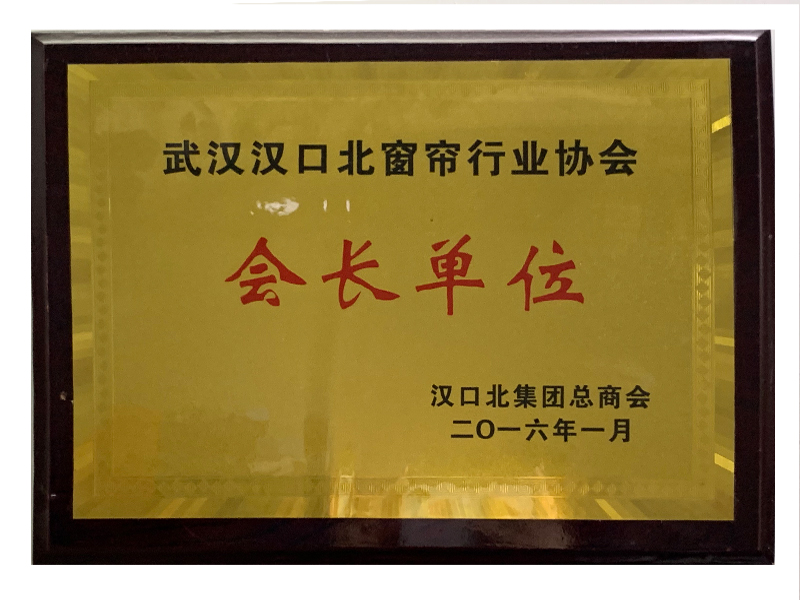 武汉汉口北窗帘行业协会
会长单位
汉口北集团总商会
二〇一六年一月